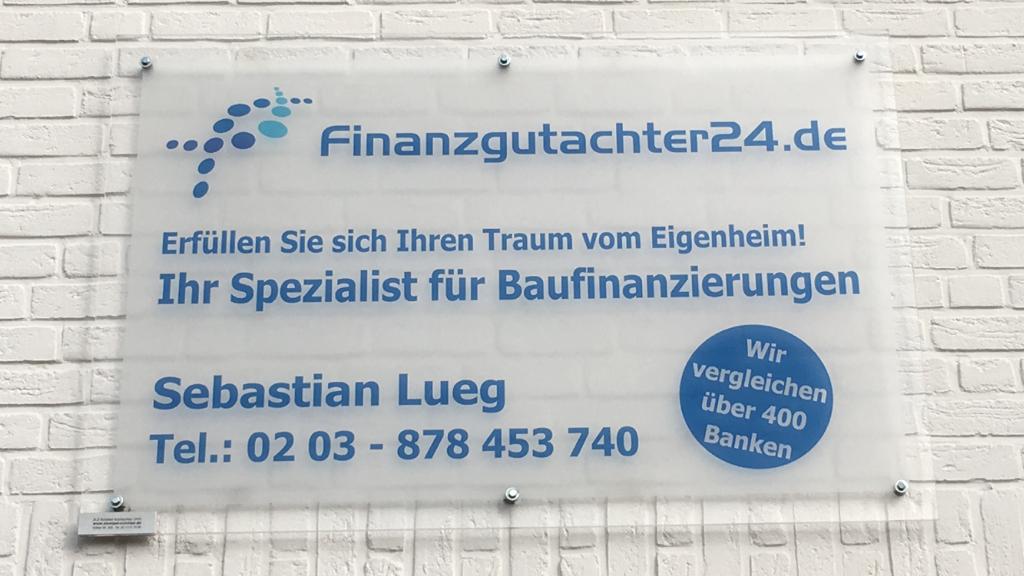 Finanzgutachter24.de
Erfüllen Sie sich Ihren Traum vom Eigenheim!
Ihr Spezialist für Baufinanzierungen
Sebastian Lueg
Tel.: 02 03 - 878 453 740
Wir
vergleichen
über 400
Banken